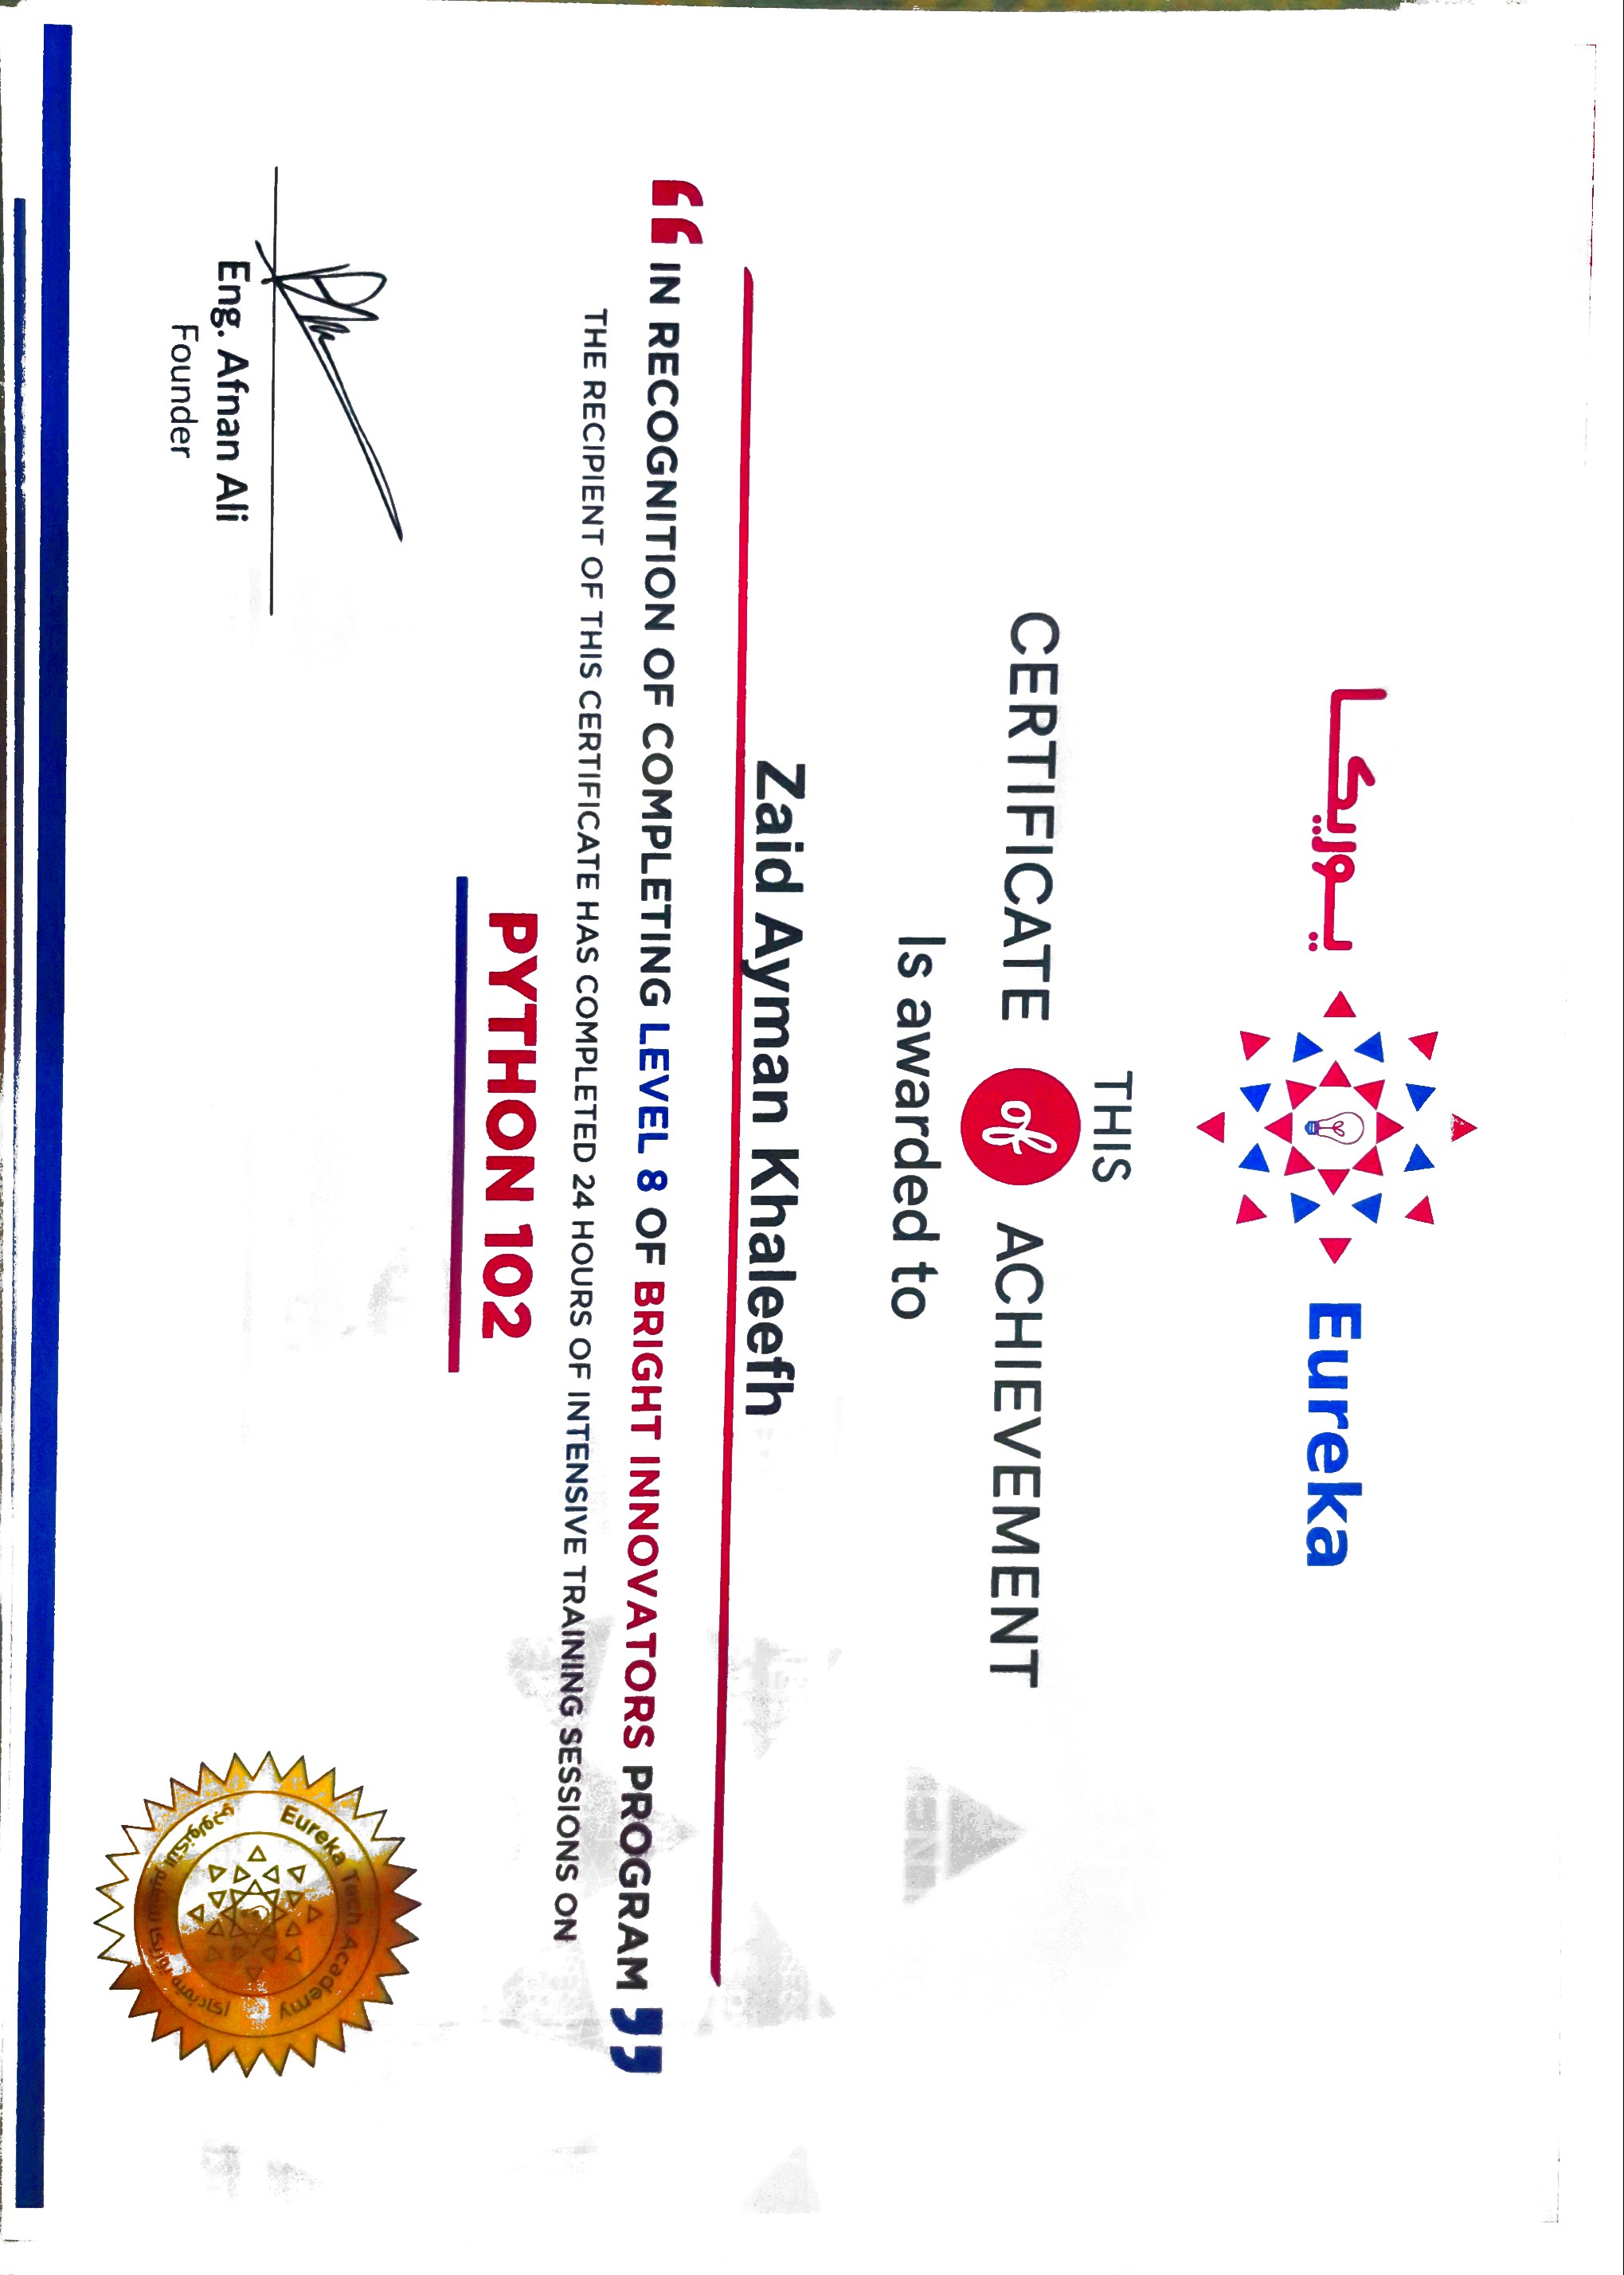 يوريكا Eureka
THIS
CERTIFICATE of ACHIEVEMENT
Is awarded to
Zaid Ayman Khaleefh
“ IN RECOGNITION OF COMPLETING LEVEL 8 OF BRIGHT INNOVATORS PROGRAM ”
THE RECIPIENT OF THIS CERTIFICATE HAS COMPLETED 24 HOURS OF INTENSIVE TRAINING SESSIONS ON
PYTHON 102
Eng. Afnan Ali
Founder
Eureka Tech Academy
أكاديمية يوريكا للتعليم التكنولوجي